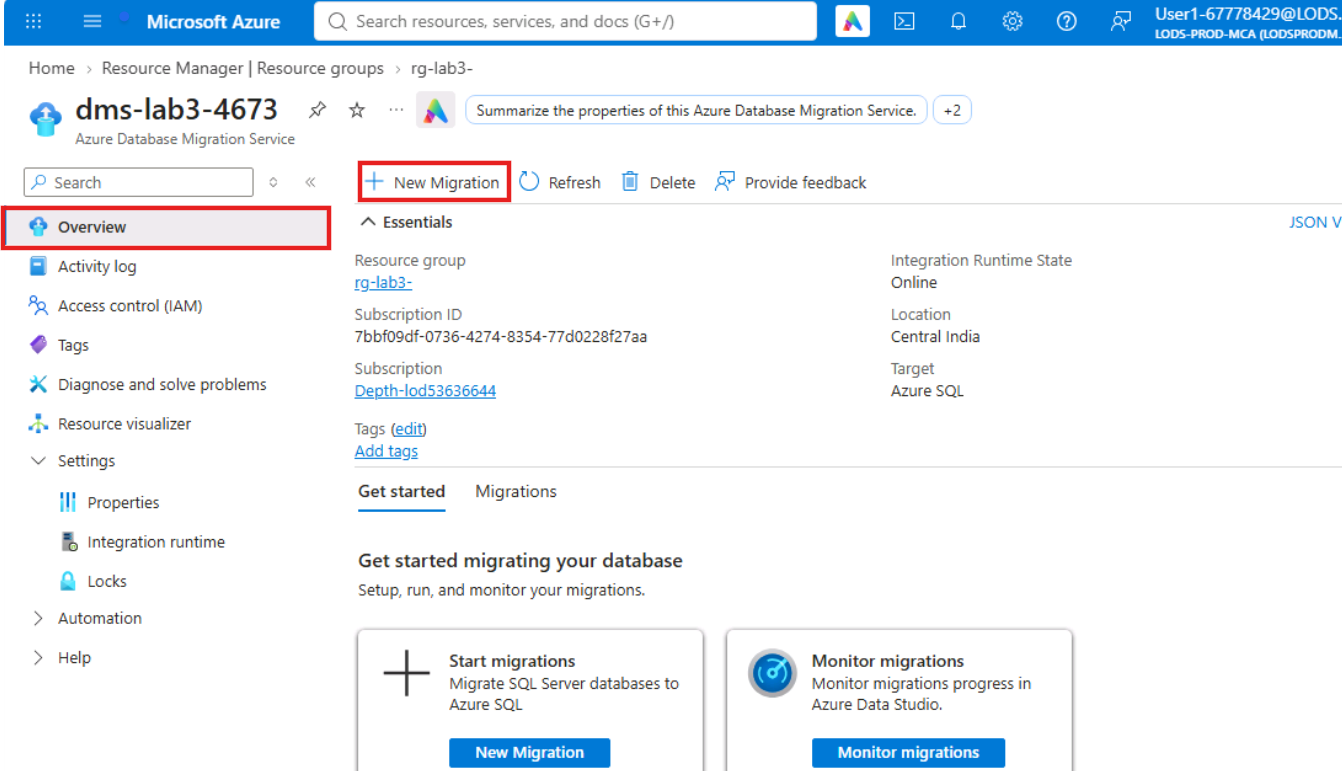 Microsoft Azure
Search resources, services, and docs (G+/)
User1-67778429@LODS.
LODS-PROD-MCA (LODSPRODM...
Home > Resource Manager | Resource groups > rg-lab3-
dms-lab3-4673
Summarize the properties of this Azure Database Migration Service.
+2
Azure Database Migration Service
Search
New Migration
Refresh
Delete
Provide feedback
Overview
Activity log
Access control (IAM)
Tags
Diagnose and solve problems
Resource visualizer
Settings
Properties
Integration runtime
Locks
Automation
Help
Essentials
JSON V
Resource group
rg-lab3-
Subscription ID
7bbf09df-0736-4274-8354-77d0228f27aa
Subscription
Depth-lod53636644
Tags (edit)
Add tags
Integration Runtime State
Online
Location
Central India
Target
Azure SQL
Get started
Migrations
Get started migrating your database
Setup, run, and monitor your migrations.
Start migrations
Migrate SQL Server databases to
Azure SQL
New Migration
Monitor migrations
Monitor migrations progress in
Azure Data Studio.
Monitor migrations